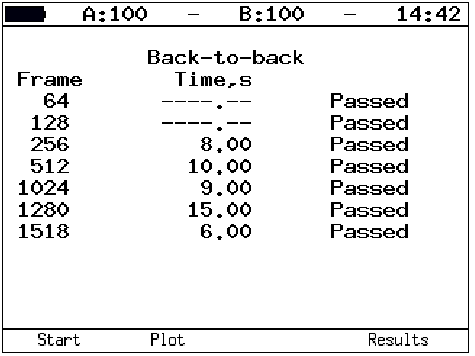 A:100 – B:100 – 14:42
Back-to-back
Frame Time,s
64 ----.-- Passed
128 ----.-- Passed
256 8.00 Passed
512 10.00 Passed
1024 9.00 Passed
1280 15.00 Passed
1518 6.00 Passed
Start Plot Results